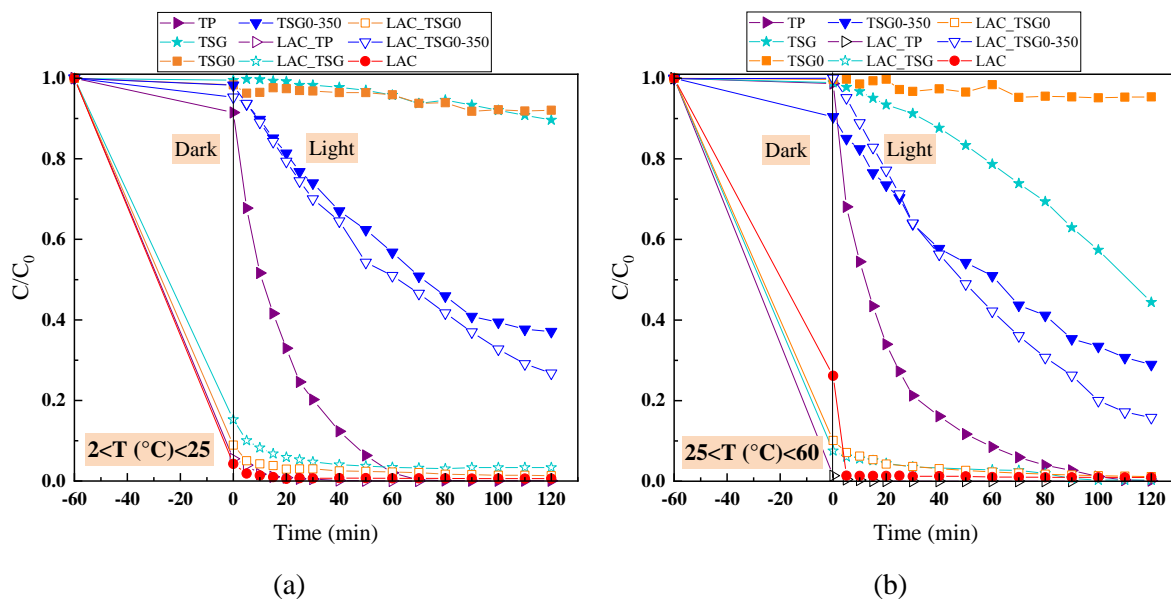 TP TSG0-350 LAC_TSG0
TSG LAC_TP LAC_TSG0-350
TSG0 LAC_TSG LAC
1.0
0.8
0.6
0.4
0.2
0.0
C/C0
Dark
Light
2<T (°C)<25
-60 -40 -20 0 20 40 60 80 100 120
Time (min)
(a)
TP TSG0-350 LAC_TSG0
TSG LAC_TP LAC_TSG0-350
TSG0 LAC_TSG LAC
1.0
0.8
0.6
0.4
0.2
0.0
C/C0
Dark
Light
25<T (°C)<60
-60 -40 -20 0 20 40 60 80 100 120
Time (min)
(b)